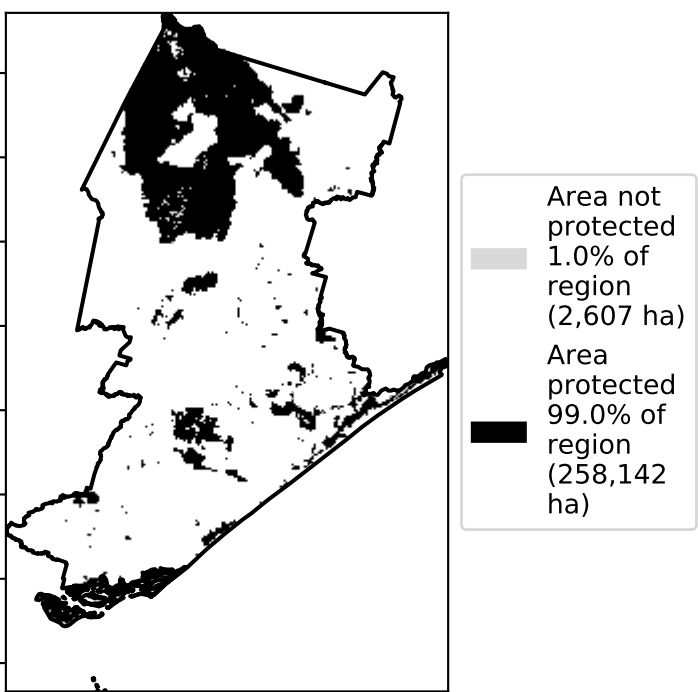 Area not
protected
1.0% of
region
(2,607 ha)
Area
protected
99.0% of
region
(258,142
ha)